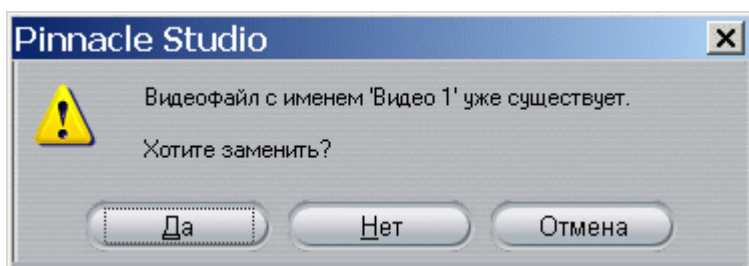 Pinnacle Studio
Видеофайл с именем 'Видео 1' уже существует.
Хотите заменить?
Да Нет Отмена